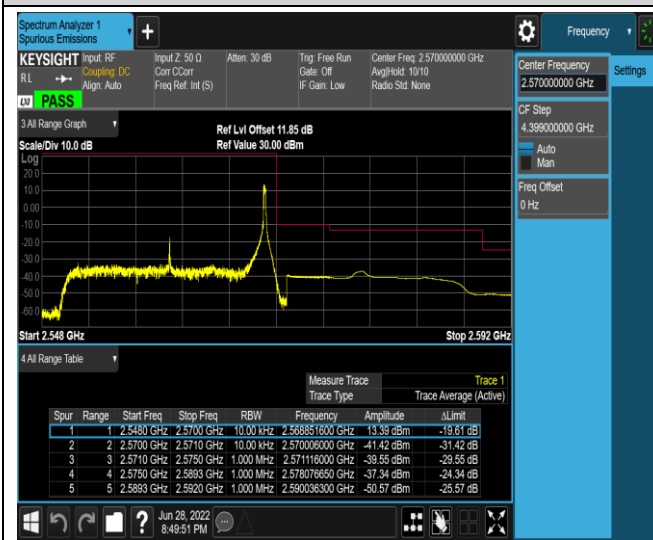 Spectrum Analyzer 1
Spurious Emissions
+
Frequency
KEYSIGHT Input: RF Input Z: 50 Ω Atten: 30 dB Trig: Free Run Center Freq: 2.570000000 GHz
RL Coupling: DC Corr CCorr Gate: Off Avg|Hold: 10/10
Align: Auto Freq Ref: Int (S) IF Gain: Low Radio Std: None
LXI PASS
Center Frequency
2.570000000 GHz
Settings
CF Step
4.399000000 GHz
Auto
Man
Freq Offset
0 Hz
3 All Range Graph
Ref Lvl Offset 11.85 dB
Scale/Div 10.0 dB Ref Value 30.00 dBm
Log
20.0
10.0
0.00
-10.0
-20.0
-30.0
-40.0
-50.0
-60.0
Start 2.548 GHz Stop 2.592 GHz
4 All Range Table
Measure Trace Trace 1
Trace Type Trace Average (Active)
Spur Range Start Freq Stop Freq RBW Frequency Amplitude ΔLimit
1 1 2.5480 GHz 2.5700 GHz 10.00 kHz 2.568851600 GHz 13.39 dBm -19.61 dB
2 2 2.5700 GHz 2.5710 GHz 10.00 kHz 2.570006000 GHz -41.42 dBm -31.42 dB
3 3 2.5710 GHz 2.5750 GHz 1.000 MHz 2.571116000 GHz -39.55 dBm -29.55 dB
4 4 2.5750 GHz 2.5893 GHz 1.000 MHz 2.578076650 GHz -37.34 dBm -24.34 dB
5 5 2.5893 GHz 2.5920 GHz 1.000 MHz 2.590036300 GHz -50.57 dBm -25.57 dB
? Jun 28, 2022
8:49:51 PM